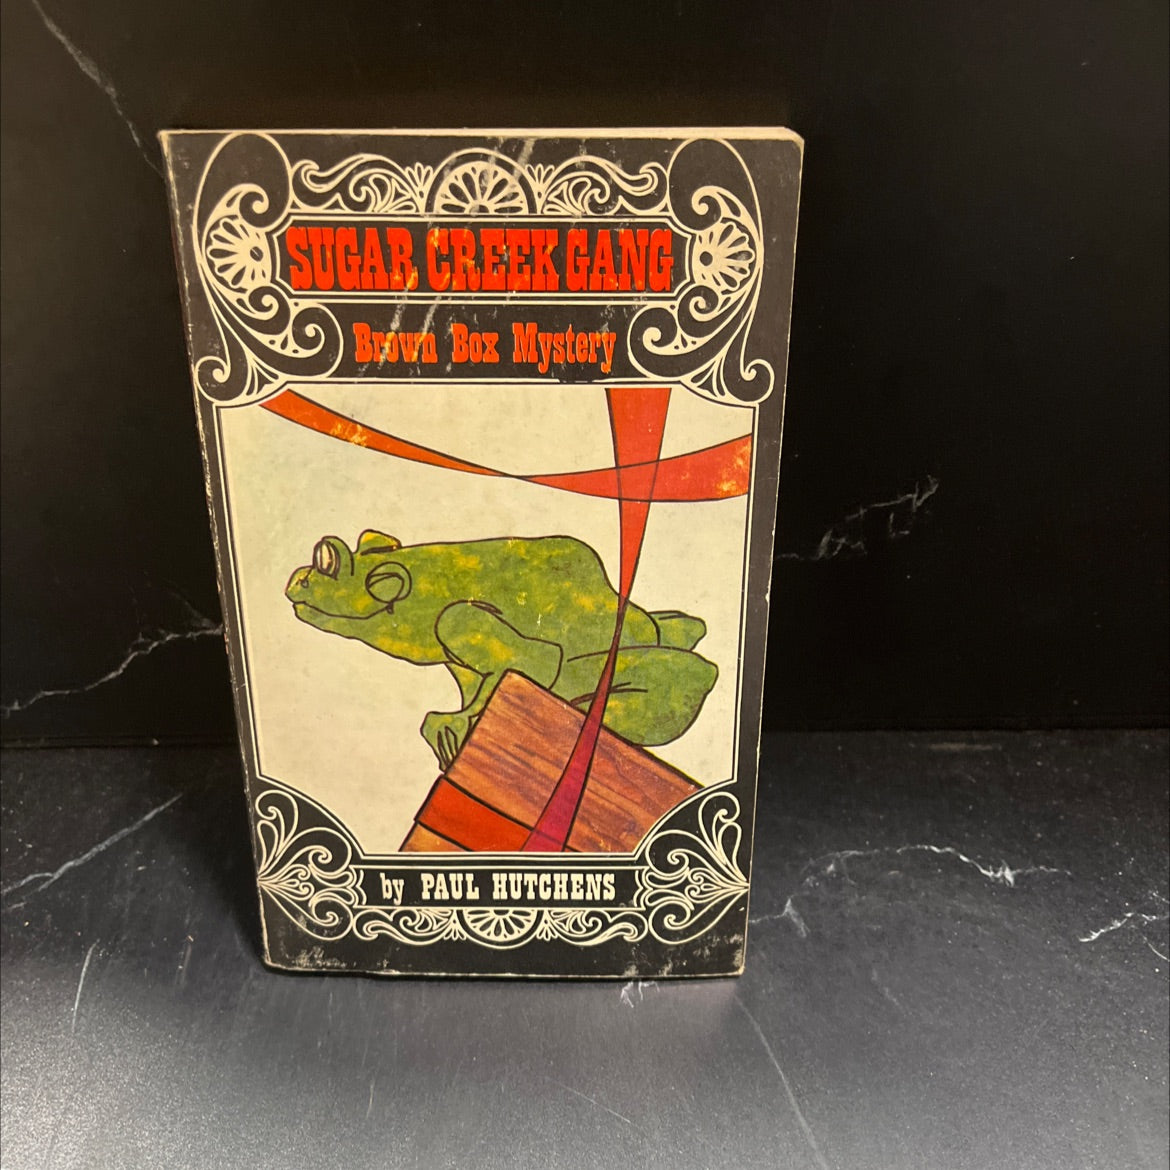 SUGAR CREEK GANG
Brown Box Mystery
by PAUL HUTCHENS